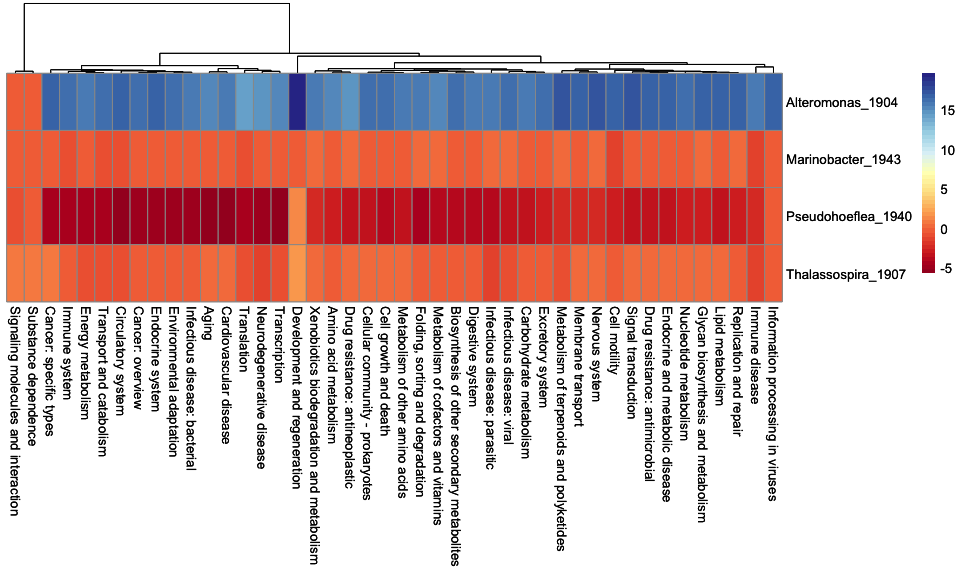 Alteromonas_1904
Marinobacter_1943
Pseudohoeflea_1940
Thalassospira_1907
15
10
5
0
-5
Signaling molecules and interaction
Substance dependence
Cancer: specific types
Immune system
Energy metabolism
Transport and catabolism
Circulatory system
Cancer: overview
Endocrine system
Environmental adaptation
Infectious disease: bacterial
Aging
Cardiovascular disease
Translation
Neurodegenerative disease
Transcription
Development and regeneration
Xenobiotics biodegradation and metabolism
Amino acid metabolism
Drug resistance: antineoplastic
Cellular community - prokaryotes
Cell growth and death
Metabolism of other amino acids
Folding, sorting and degradation
Metabolism of cofactors and vitamins
Biosynthesis of other secondary metabolites
Digestive system
Infectious disease: parasitic
Infectious disease: viral
Carbohydrate metabolism
Excretory system
Metabolism of terpenoids and polyketides
Membrane transport
Nervous system
Cell motility
Signal transduction
Drug resistance: antimicrobial
Endocrine and metabolic disease
Nucleotide metabolism
Glycan biosynthesis and metabolism
Lipid metabolism
Replication and repair
Immune disease
Information processing in viruses